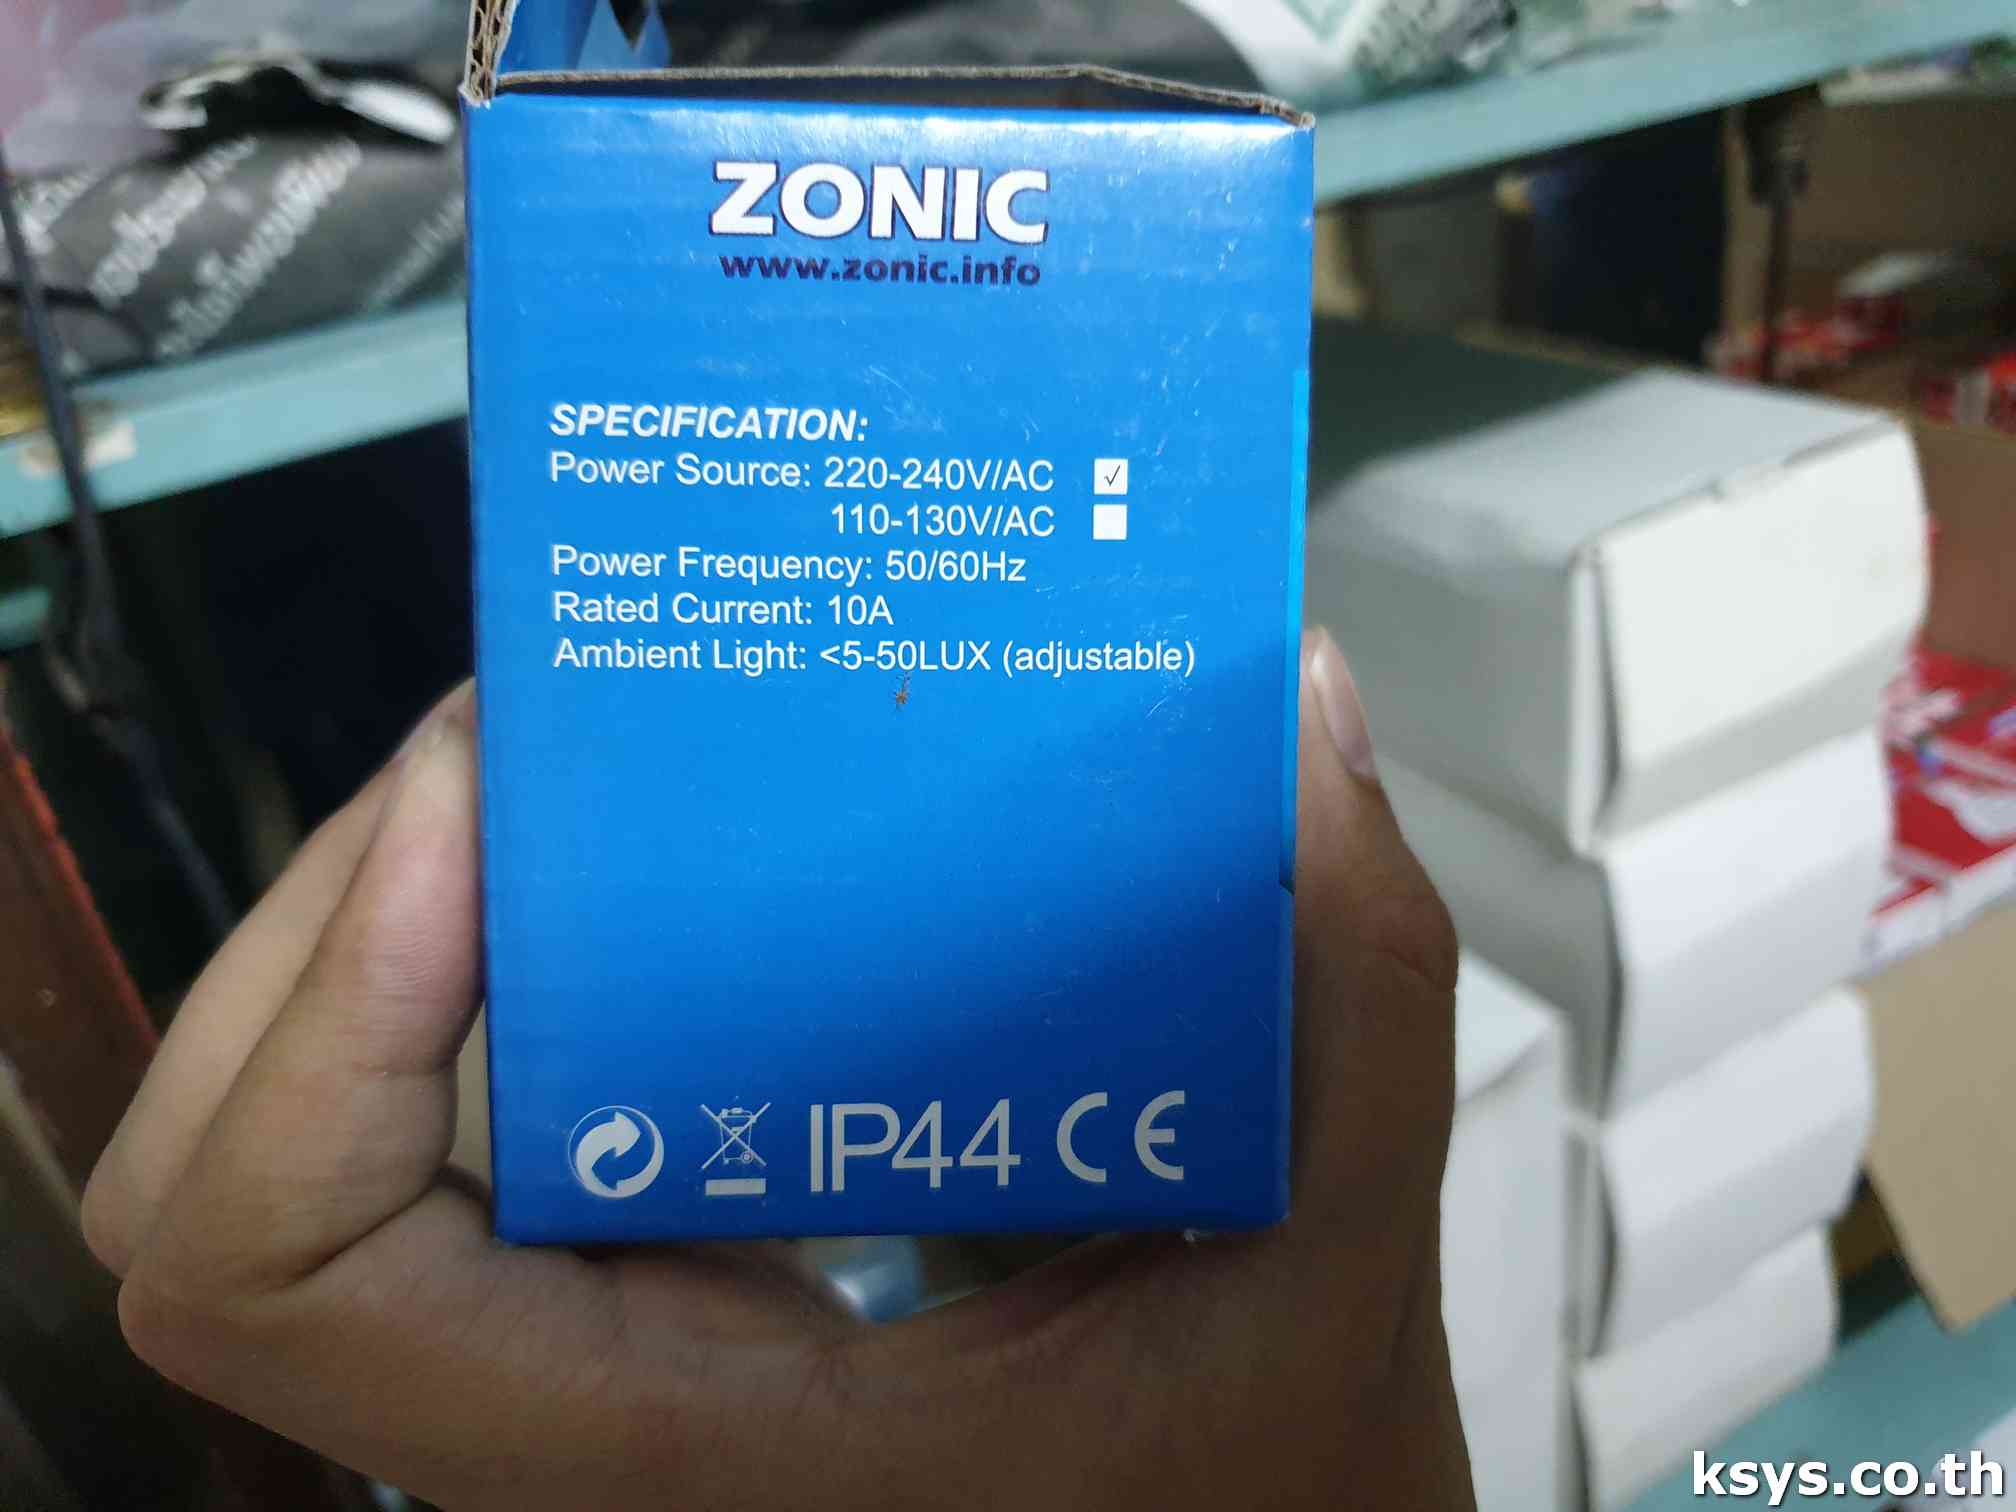 ZONIC
www.zonic.info
SPECIFICATION:
Power Source: 220-240V/AC ✓
110-130V/AC
Power Frequency: 50/60Hz
Rated Current: 10A
Ambient Light: <5-50LUX (adjustable)
IP44 CE
ksys.co.th